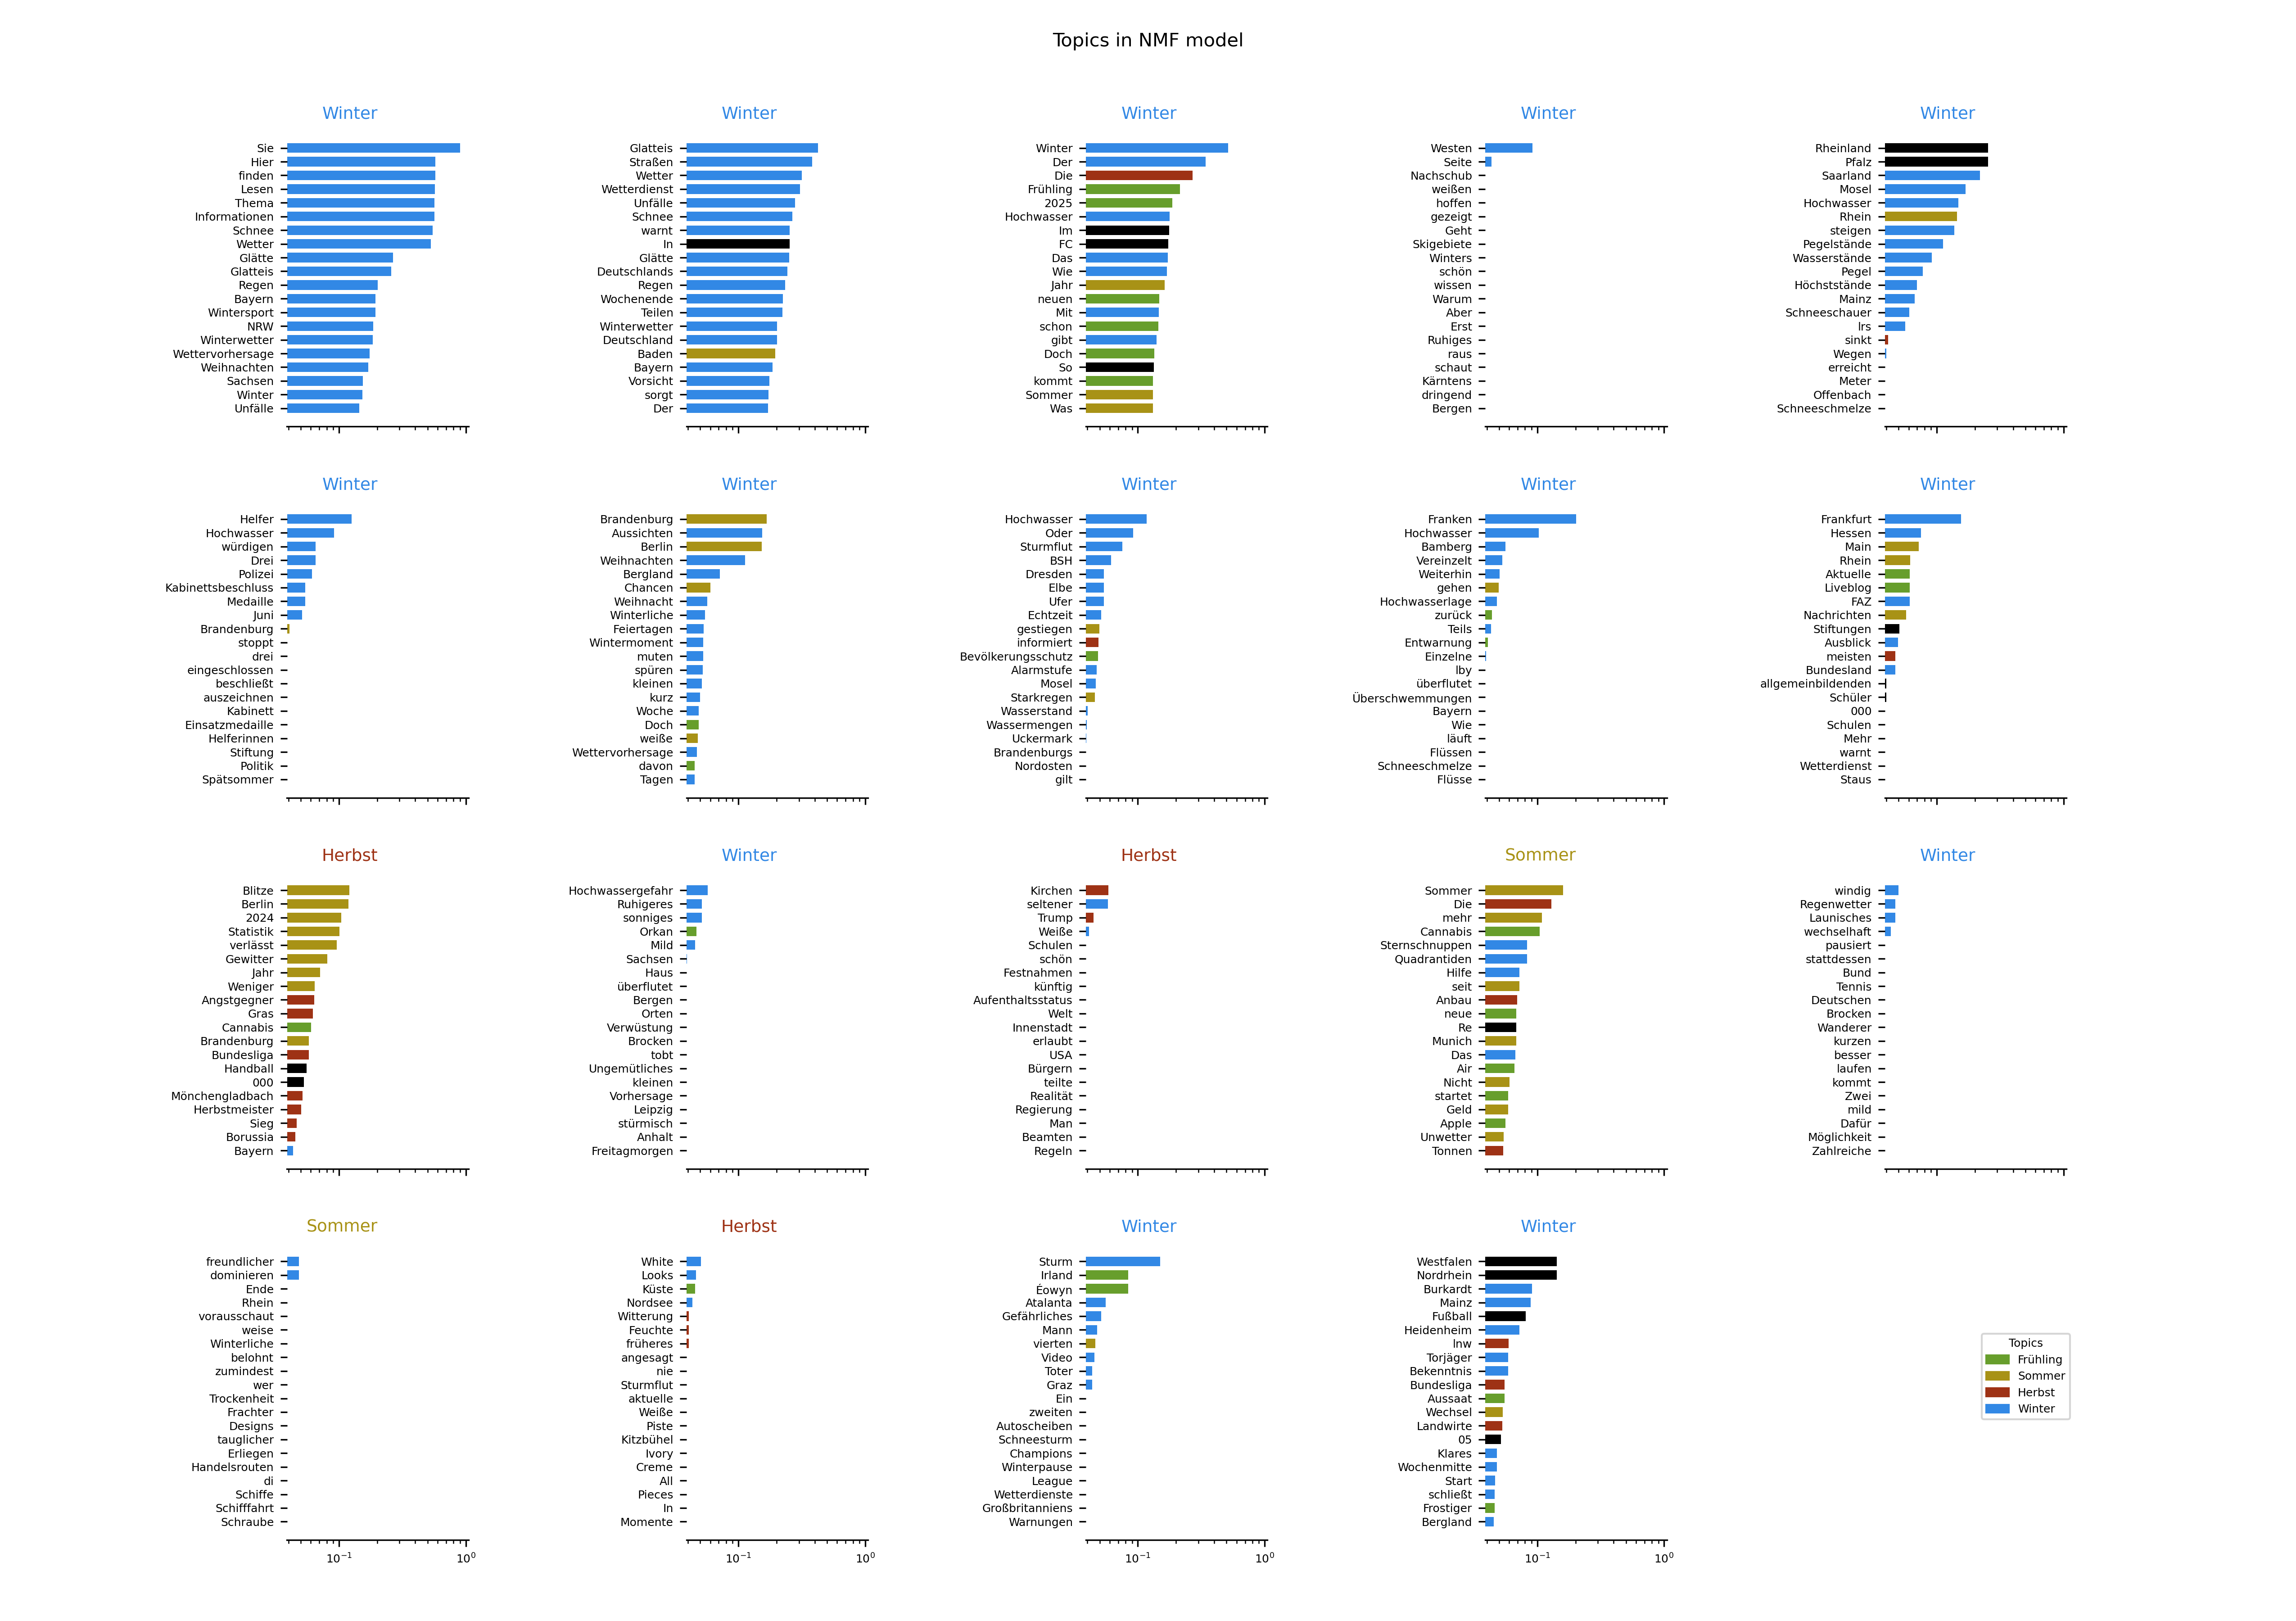 Topics in NMF model
Winter
Sie
Hier
finden
Lesen
Thema
Informationen
Schnee
Wetter
Glätte
Glatteis
Regen
Bayern
Wintersport
NRW
Winterwetter
Wettervorhersage
Weihnachten
Sachsen
Winter
Unfälle
Winter
Glatteis
Straßen
Wetter
Wetterdienst
Unfälle
Schnee
warnt
In
Glätte
Deutschlands
Regen
Wochenende
Teilen
Winterwetter
Deutschland
Baden
Bayern
Vorsicht
sorgt
Der
Winter
Winter
Der
Die
Frühling
2025
Hochwasser
Im
FC
Das
Wie
Jahr
neuen
Mit
schon
gibt
Doch
So
kommt
Sommer
Was
Winter
Westen
Seite
Nachschub
weißen
hoffen
gezeigt
Geht
Skigebiete
Winters
schön
wissen
Warum
Aber
Erst
Ruhiges
raus
schaut
Kärntens
dringend
Bergen
Winter
Rheinland
Pfalz
Saarland
Mosel
Hochwasser
Rhein
steigen
Pegelstände
Wasserstände
Pegel
Höchststände
Mainz
Schneeschauer
lrs
sinkt
Wegen
erreicht
Meter
Offenbach
Schneeschmelze
Winter
Helfer
Hochwasser
würdigen
Drei
Polizei
Kabinettsbeschluss
Medaille
Juni
Brandenburg
stoppt
drei
eingeschlossen
beschließt
auszeichnen
Kabinett
Einsatzmedaille
Helferinnen
Stiftung
Politik
Spätsommer
Winter
Brandenburg
Aussichten
Berlin
Weihnachten
Bergland
Chancen
Weihnacht
Winterliche
Feiertagen
Wintermoment
muten
spüren
kleinen
kurz
Woche
Doch
weiße
Wettervorhersage
davon
Tagen
Winter
Hochwasser
Oder
Sturmflut
BSH
Dresden
Elbe
Ufer
Echtzeit
gestiegen
informiert
Bevölkerungsschutz
Alarmstufe
Mosel
Starkregen
Wasserstand
Wassermengen
Uckermark
Brandenburgs
Nordosten
gilt
Winter
Franken
Hochwasser
Bamberg
Vereinzelt
Weiterhin
gehen
Hochwasserlage
zurück
Teils
Entwarnung
Einzelne
lby
überflutet
Überschwemmungen
Bayern
Wie
läuft
Flüssen
Schneeschmelze
Flüsse
Winter
Frankfurt
Hessen
Main
Rhein
Aktuelle
Liveblog
FAZ
Nachrichten
Stiftungen
Ausblick
meisten
Bundesland
allgemeinbildenden
Schüler
000
Schulen
Mehr
warnt
Wetterdienst
Staus
Herbst
Blitze
Berlin
2024
Statistik
verlässt
Gewitter
Jahr
Weniger
Angstgegner
Gras
Cannabis
Brandenburg
Bundesliga
Handball
000
Mönchengladbach
Herbstmeister
Sieg
Borussia
Bayern
Winter
Hochwassergefahr
Ruhigeres
sonniges
Orkan
Mild
Sachsen
Haus
überflutet
Bergen
Orten
Verwüstung
Brocken
tobt
Ungemütliches
kleinen
Vorhersage
Leipzig
stürmisch
Anhalt
Freitagmorgen
Herbst
Kirchen
seltener
Trump
Weiße
Schulen
schön
Festnahmen
künftig
Aufenthaltsstatus
Welt
Innenstadt
erlaubt
USA
Bürgern
teilte
Realität
Regierung
Man
Beamten
Regeln
Sommer
Sommer
Die
mehr
Cannabis
Sternschnuppen
Quadrantiden
Hilfe
seit
Anbau
neue
Re
Munich
Das
Air
Nicht
startet
Geld
Apple
Unwetter
Tonnen
Winter
windig
Regenwetter
Launisches
wechselhaft
pausiert
stattdessen
Bund
Tennis
Deutschen
Brocken
Wanderer
kurzen
besser
laufen
kommt
Zwei
mild
Dafür
Möglichkeit
Zahlreiche
Sommer
freundlicher
dominieren
Ende
Rhein
vorausschaut
weise
Winterliche
belohnt
zumindest
wer
Trockenheit
Frachter
Designs
tauglicher
Erliegen
Handelsrouten
di
Schiffe
Schifffahrt
Schraube
10⁻¹ 10⁰
Herbst
White
Looks
Küste
Nordsee
Witterung
Feuchte
früheres
angesagt
nie
Sturmflut
aktuelle
Weiße
Piste
Kitzbühel
Ivory
Creme
All
Pieces
In
Momente
10⁻¹ 10⁰
Winter
Sturm
Irland
Éowyn
Atalanta
Gefährliches
Mann
vierten
Video
Toter
Graz
Ein
zweiten
Autoscheiben
Schneesturm
Champions
Winterpause
League
Wetterdienste
Großbritanniens
Warnungen
10⁻¹ 10⁰
Winter
Westfalen
Nordrhein
Burkardt
Mainz
Fußball
Heidenheim
lnw
Torjäger
Bekenntnis
Bundesliga
Aussaat
Wechsel
Landwirte
05
Klares
Wochenmitte
Start
schließt
Frostiger
Bergland
10⁻¹ 10⁰
Topics
Frühling
Sommer
Herbst
Winter